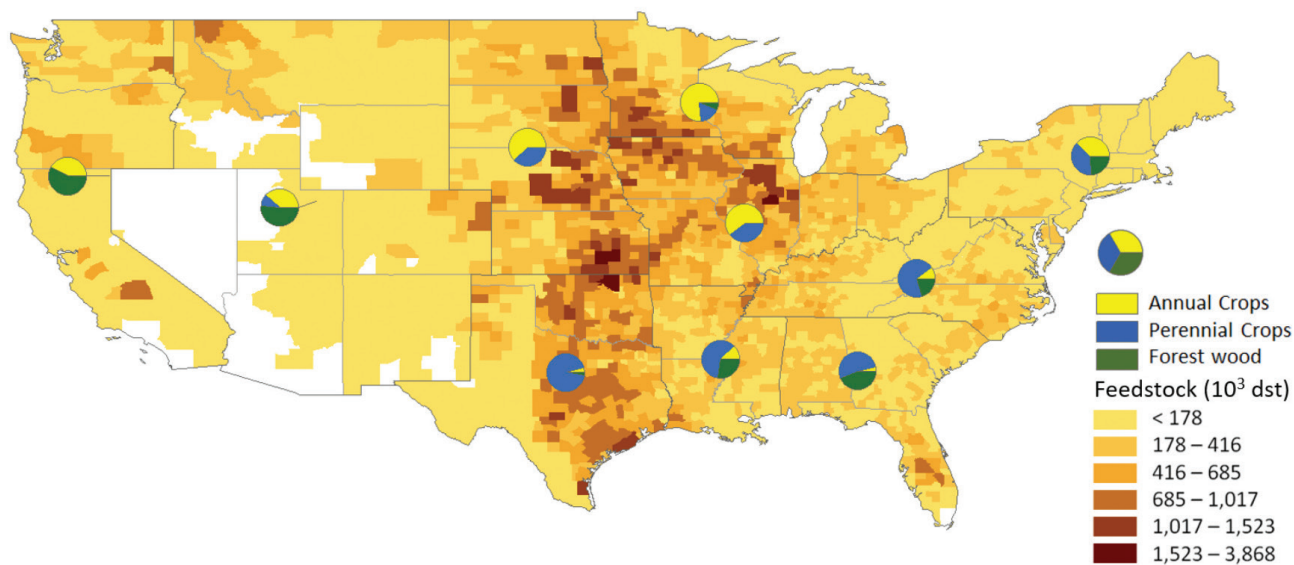 Annual Crops
Perennial Crops
Forest wood
Feedstock (10³ dst)
< 178
178 – 416
416 – 685
685 – 1,017
1,017 – 1,523
1,523 – 3,868